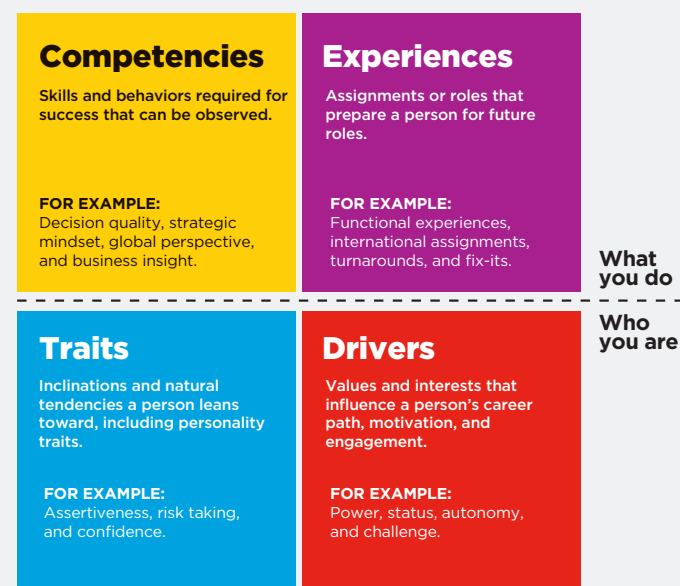 Competencies
Skills and behaviors required for
success that can be observed.
FOR EXAMPLE:
Decision quality, strategic
mindset, global perspective,
and business insight.
Experiences
Assignments or roles that
prepare a person for future
roles.
FOR EXAMPLE:
Functional experiences,
international assignments,
turnarounds, and fix-its.
What
you do
Who
you are
Traits
Inclinations and natural
tendencies a person leans
toward, including personality
traits.
FOR EXAMPLE:
Assertiveness, risk taking,
and confidence.
Drivers
Values and interests that
influence a person’s career
path, motivation, and
engagement.
FOR EXAMPLE:
Power, status, autonomy,
and challenge.